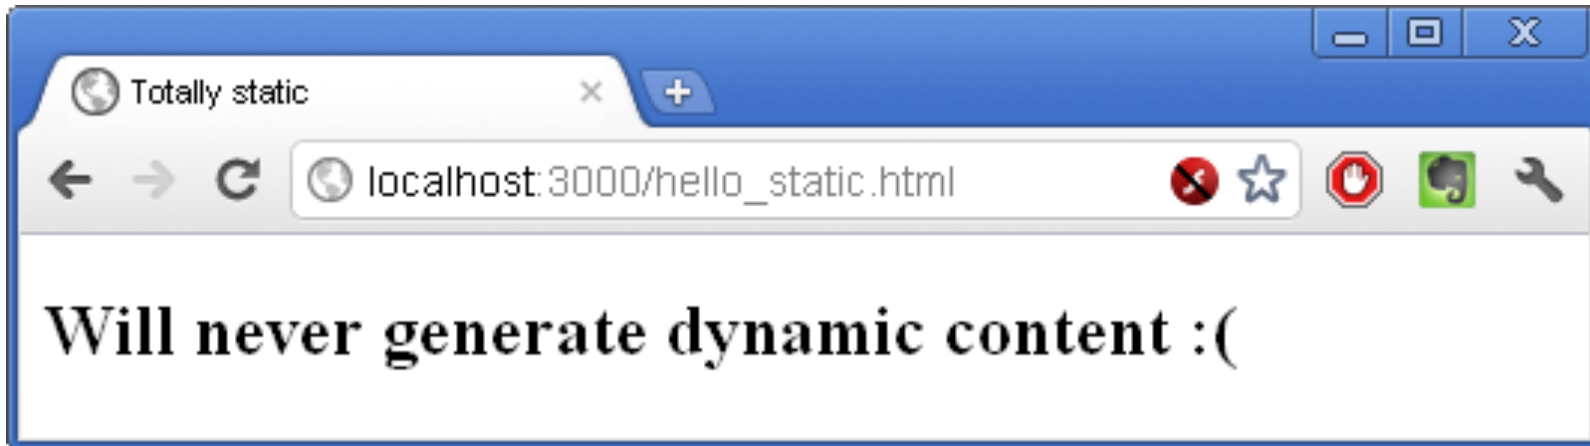 Totally static
localhost:3000/hello_static.html
Will never generate dynamic content :(